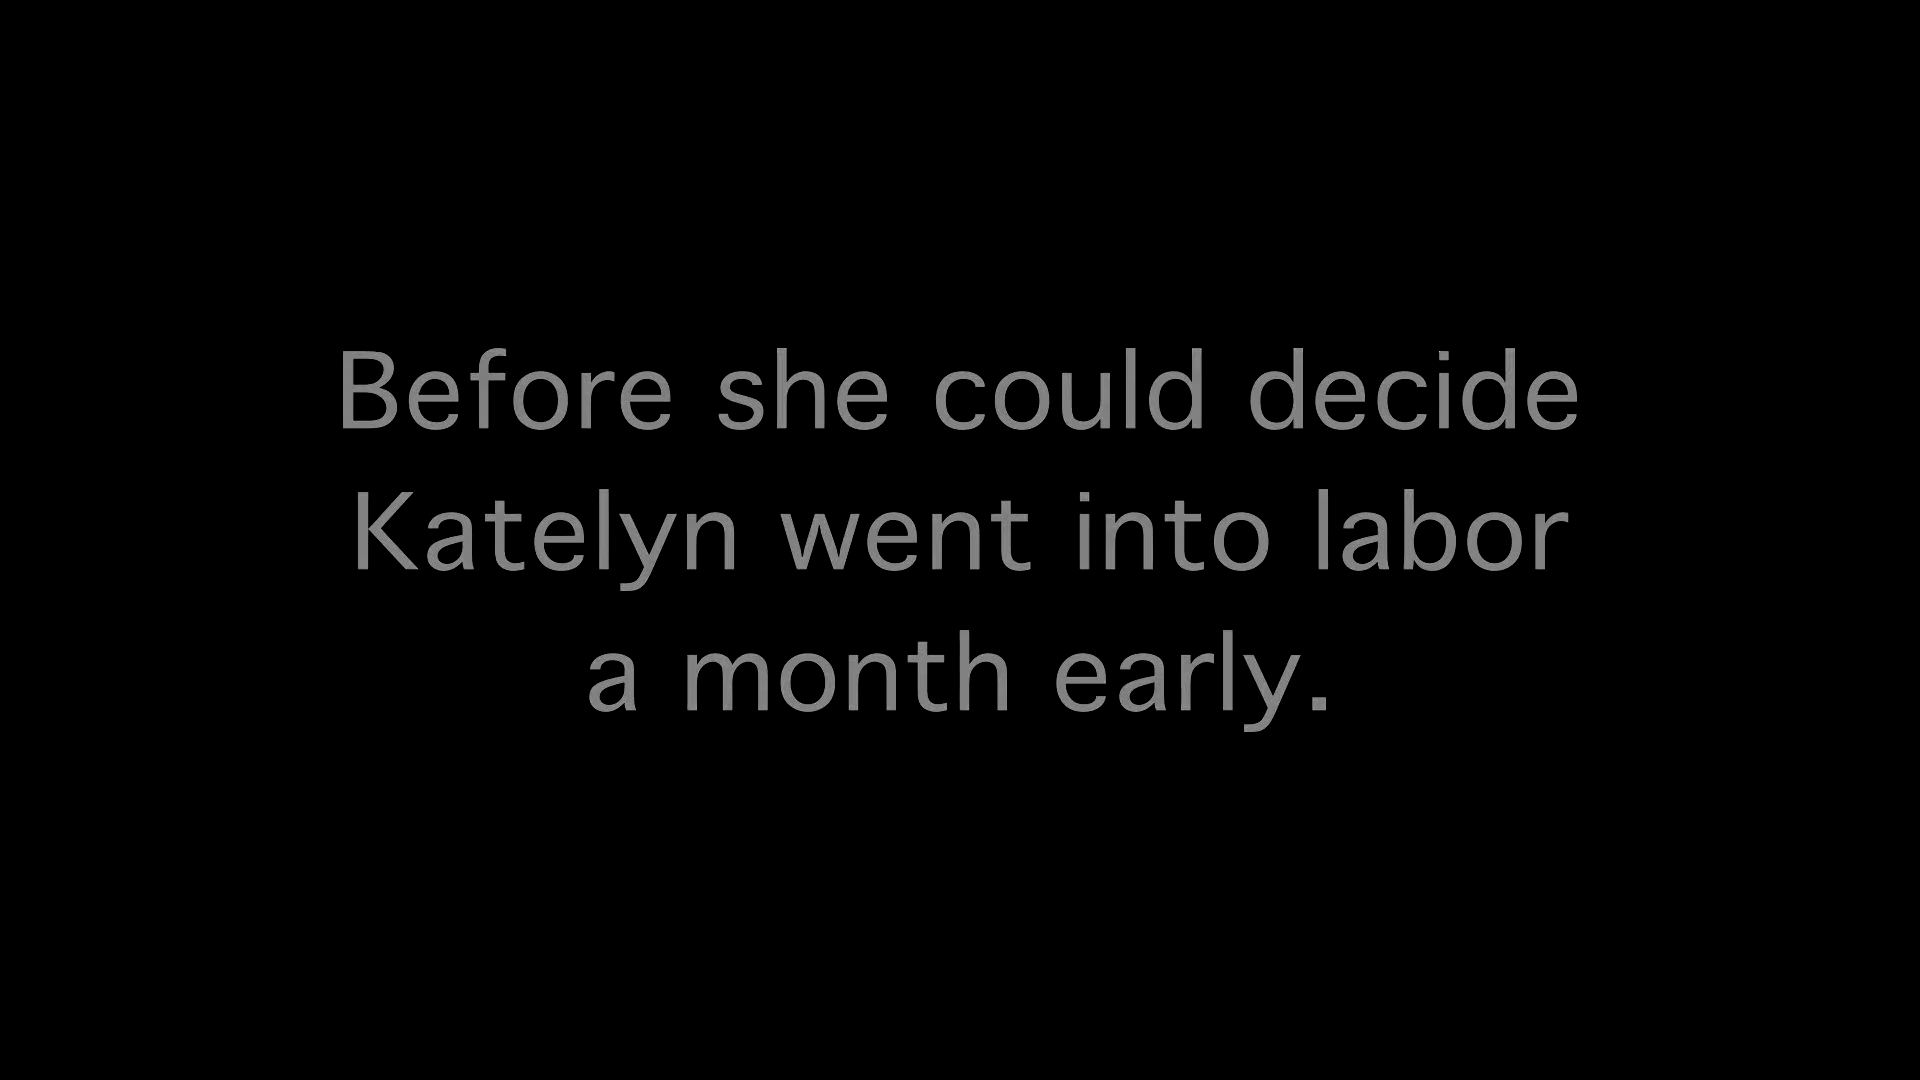 Before she could decide
Katelyn went into labor
a month early.